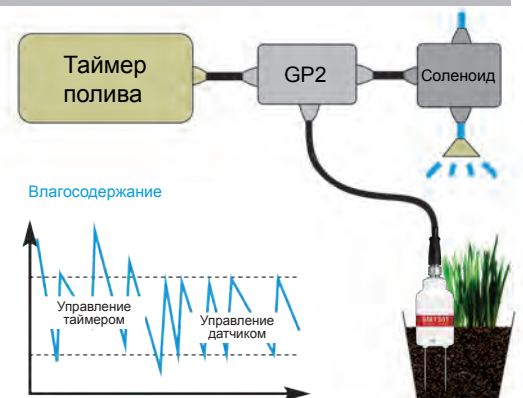 Таймер
полива
GP2
Соленоид
Влагосодержание
Управление
таймером
Управление
датчиком